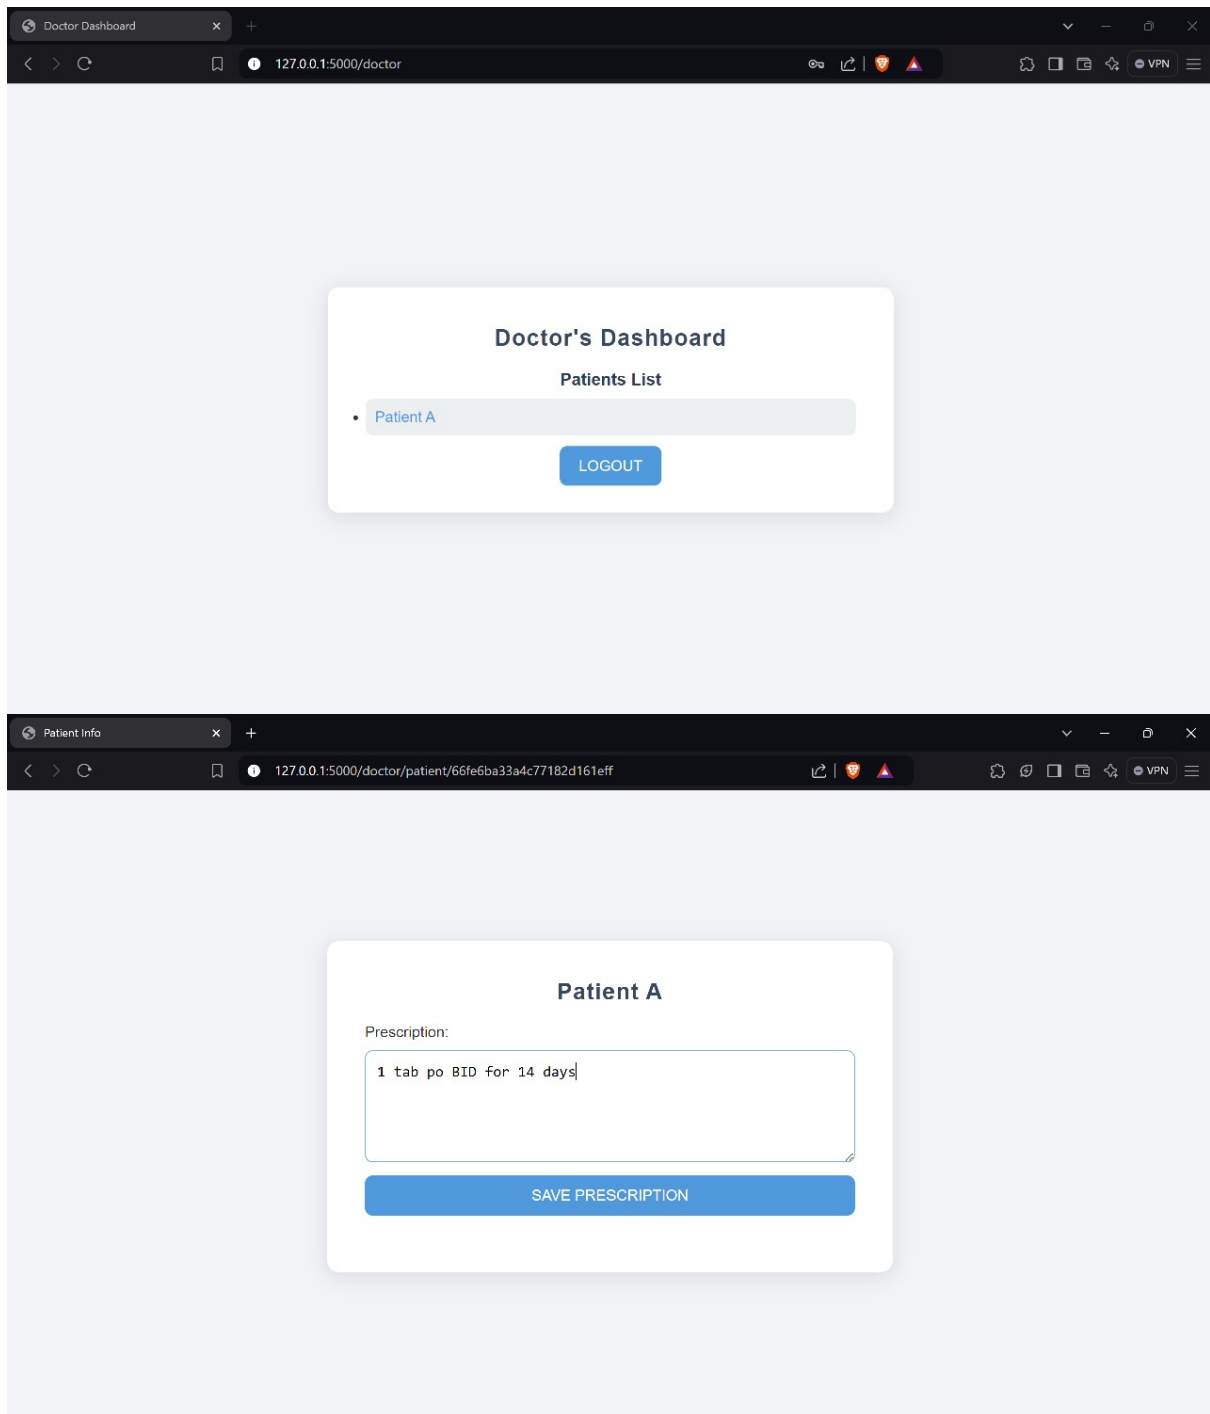 Doctor Dashboard
127.0.0.1:5000/doctor
VPN
Doctor's Dashboard
Patients List
Patient A
LOGOUT
Patient Info
127.0.0.1:5000/doctor/patient/66fe6ba33a4c77182d161eff
VPN
Patient A
Prescription:
1 tab po BID for 14 days
SAVE PRESCRIPTION